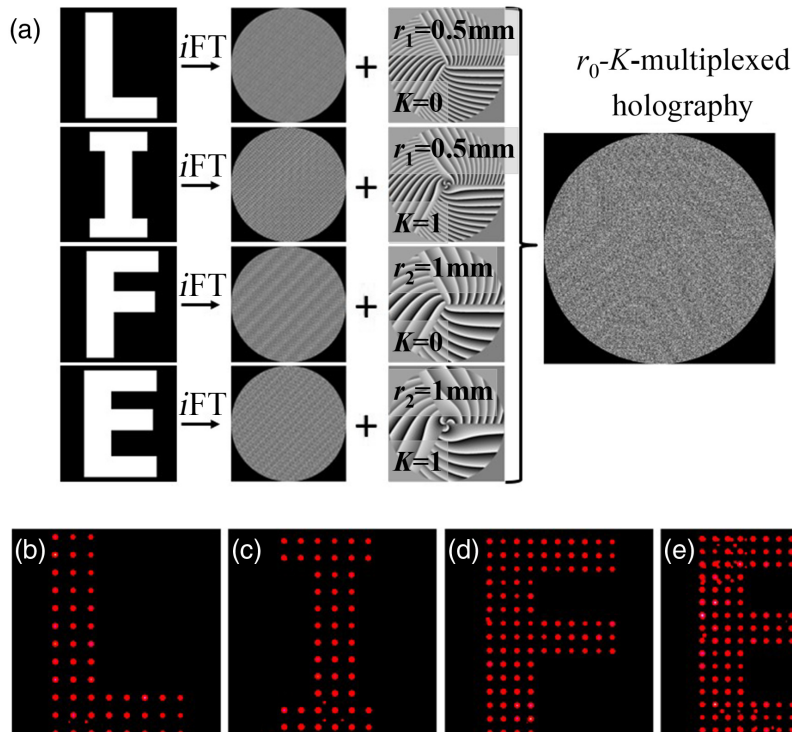 (a)
L
iFT
+
r1=0.5mm
K=0
I
iFT
+
r1=0.5mm
K=1
F
iFT
+
r2=1mm
K=0
E
iFT
+
r2=1mm
K=1
r0-K-multiplexed
holography
(b)
(c)
(d)
(e)
L
I
F
E